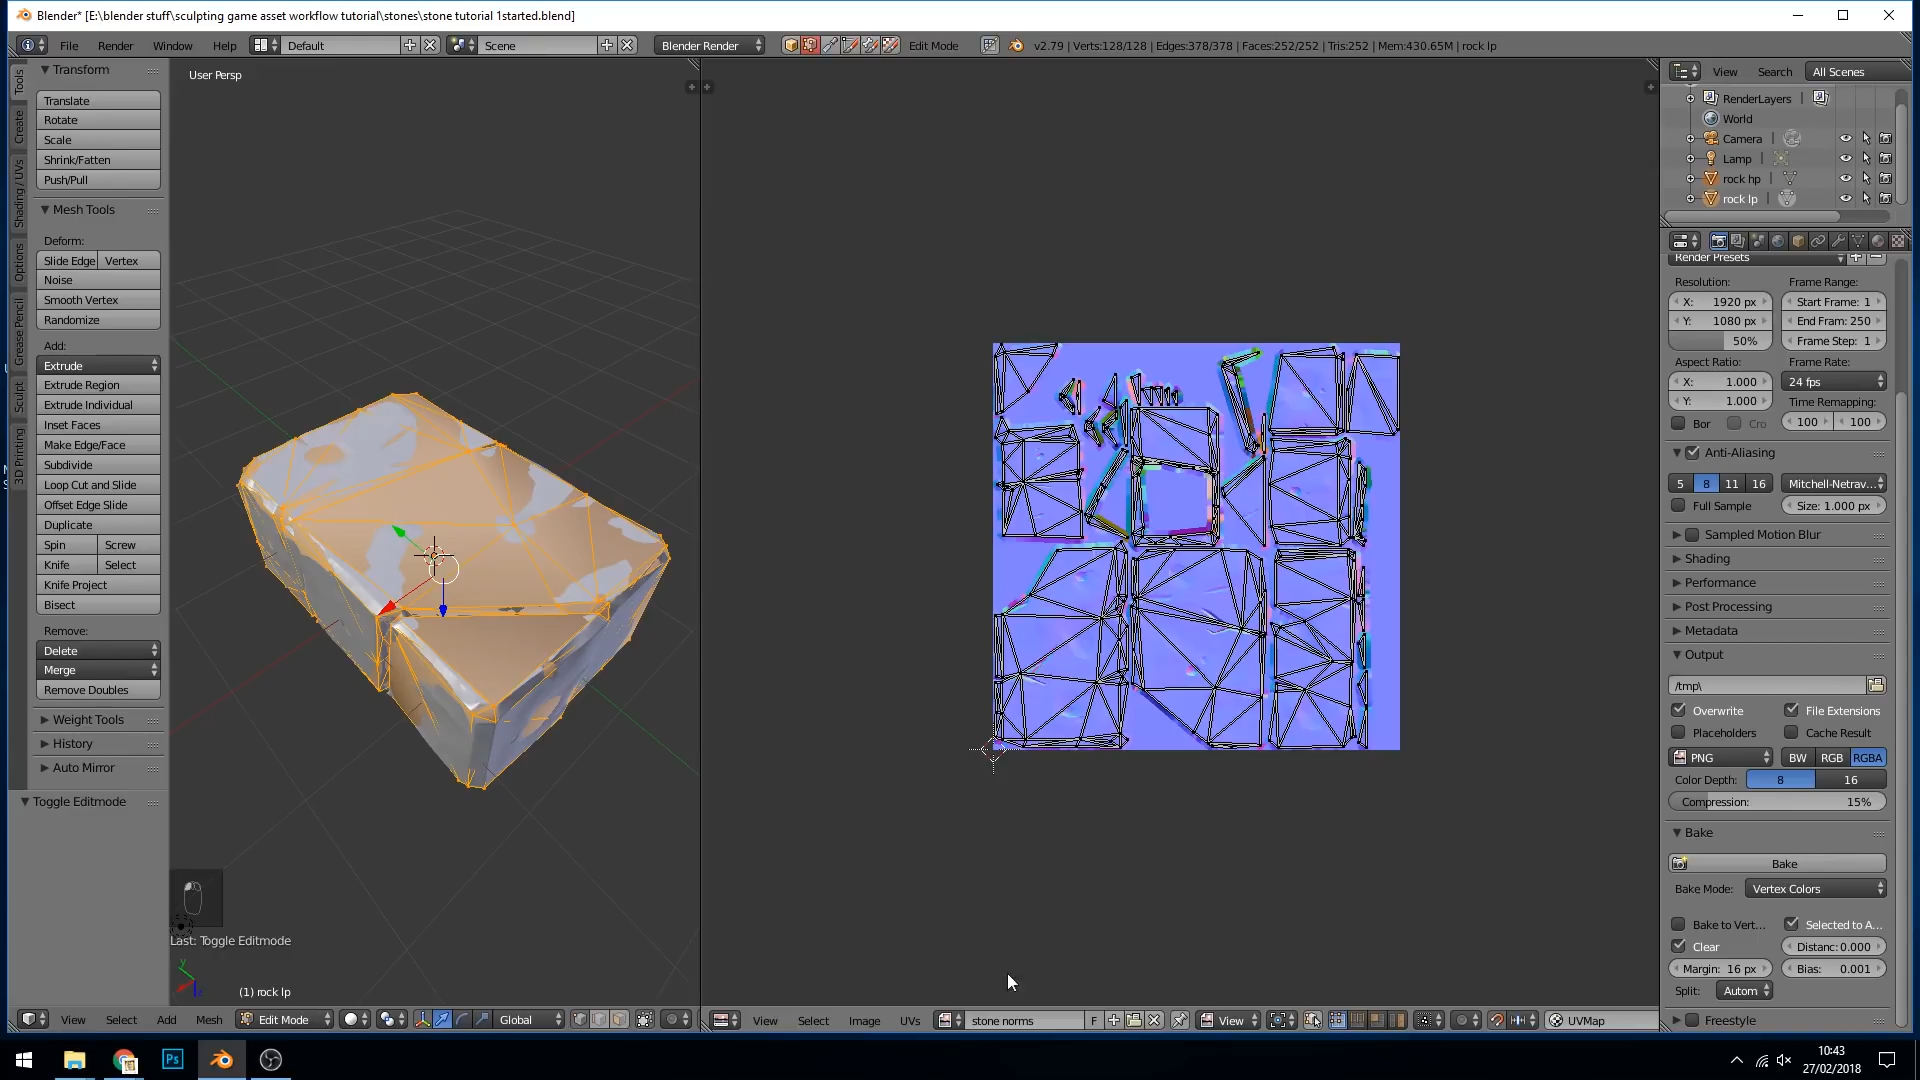 Blender* [E:\blender stuff\sculpting game asset workflow tutorial\stones\stone tutorial 1started.blend]
File Render Window Help Default Scene Blender Render Edit Mode v2.79 | Verts:128/128 | Edges:378/378 | Faces:252/252 | Tris:252 | Mem:430.65M | rock lp
Tools
Create
Shading / UVs
Options
Grease Pencil
Sculpt
3D Printing
Transform
Translate
Rotate
Scale
Shrink/Fatten
Push/Pull
Mesh Tools
Deform:
Slide Edge Vertex
Noise
Smooth Vertex
Randomize
Add:
Extrude
Extrude Region
Extrude Individual
Inset Faces
Make Edge/Face
Subdivide
Loop Cut and Slide
Offset Edge Slide
Duplicate
Spin Screw
Knife Select
Knife Project
Bisect
Remove:
Delete
Merge
Remove Doubles
Weight Tools
History
Auto Mirror
Toggle Editmode
User Persp
Last: Toggle Editmode
y
(1) rock lp
View Select Add Mesh Edit Mode Global
View Select Image UVs stone norms F View UVMap
View Search All Scenes
RenderLayers
World
Camera
Lamp
rock hp
rock lp
Render Presets
Resolution: Frame Range:
X: 1920 px Start Frame: 1
Y: 1080 px End Fram: 250
50% Frame Step: 1
Aspect Ratio: Frame Rate:
X: 1.000 24 fps
Y: 1.000 Time Remapping:
Bor Cro 100 100
Anti-Aliasing
5 8 11 16 Mitchell-Netrav...
Full Sample Size: 1.000 px
Sampled Motion Blur
Shading
Performance
Post Processing
Metadata
Output
/tmp\
Overwrite File Extensions
Placeholders Cache Result
PNG BW RGB RGBA
Color Depth: 8 16
Compression: 15%
Bake
Bake
Bake Mode: Vertex Colors
Bake to Vert... Selected to A...
Clear Distanc: 0.000
Margin: 16 px Bias: 0.001
Split: Autom
Freestyle
Ps
10:43
27/02/2018